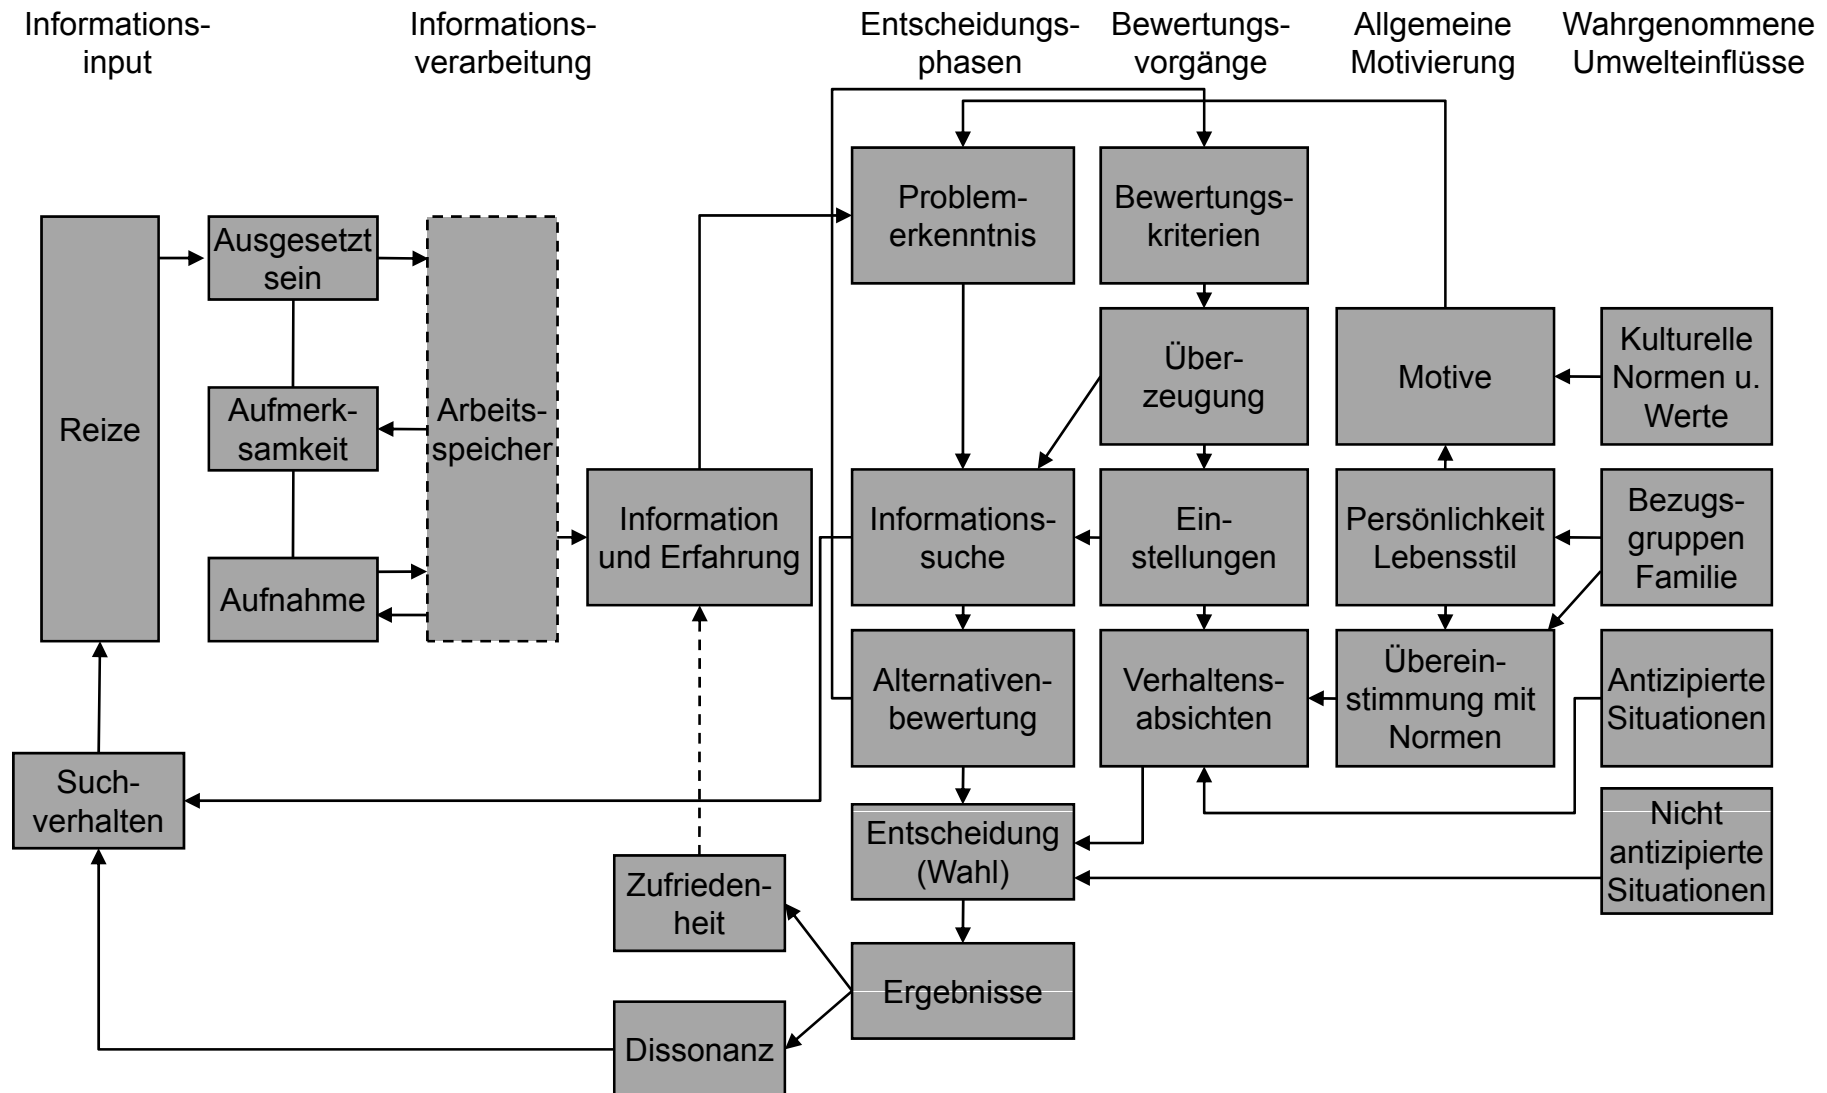 Informations-
input
Informations-
verarbeitung
Entscheidungs-
phasen
Bewertungs-
vorgänge
Allgemeine
Motivierung
Wahrgenommene
Umwelteinflüsse
Reize
Such-
verhalten
Ausgesetzt
sein
Aufmerk-
samkeit
Aufnahme
Arbeits-
speicher
Information
und Erfahrung
Zufrieden-
heit
Dissonanz
Problem-
erkenntnis
Informations-
suche
Alternativen-
bewertung
Entscheidung
(Wahl)
Ergebnisse
Bewertungs-
kriterien
Über-
zeugung
Ein-
stellungen
Verhaltens-
absichten
Motive
Persönlichkeit
Lebensstil
Überein-
stimmung mit
Normen
Kulturelle
Normen u.
Werte
Bezugs-
gruppen
Familie
Antizipierte
Situationen
Nicht
antizipierte
Situationen